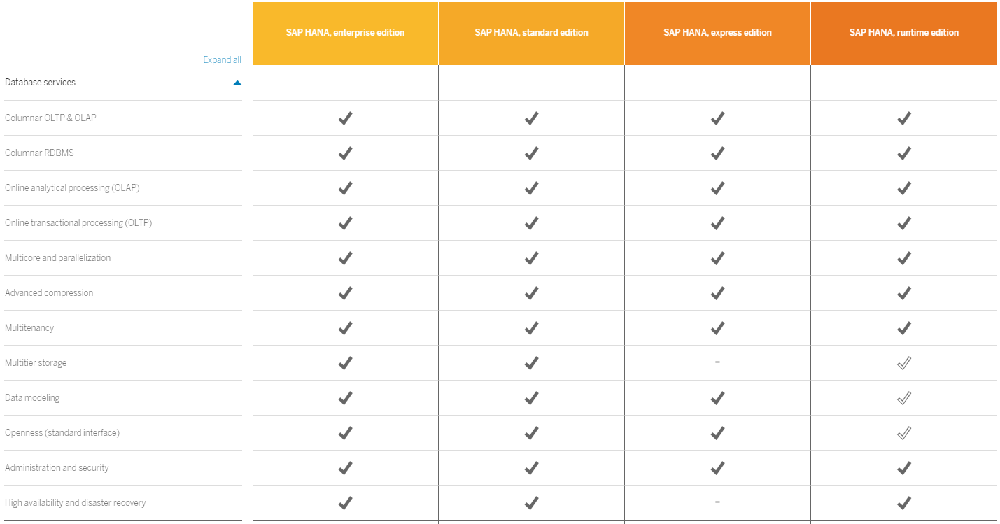 SAP HANA, enterprise edition
SAP HANA, standard edition
SAP HANA, express edition
SAP HANA, runtime edition
Expand all
Database services
Columnar OLTP & OLAP
Columnar RDBMS
Online analytical processing (OLAP)
Online transactional processing (OLTP)
Multicore and parallelization
Advanced compression
Multitenancy
Multitier storage
-
Data modeling
Openness (standard interface)
Administration and security
High availability and disaster recovery
-